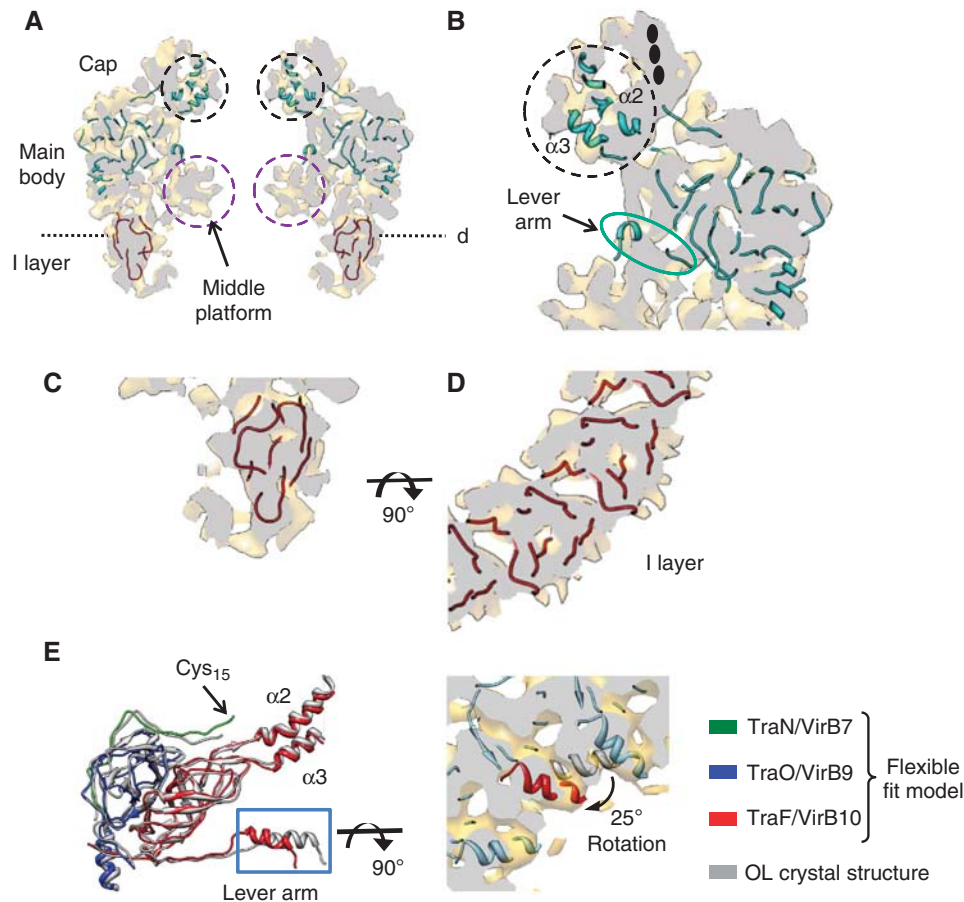 A
Cap
Main
body
I layer
d
Middle
platform
B
α2
α3
Lever
arm
C
90°
D
I layer
E
Cys15
α2
α3
Lever arm
90°
25°
Rotation
TraN/VirB7
TraO/VirB9
TraF/VirB10
Flexible
fit model
OL crystal structure